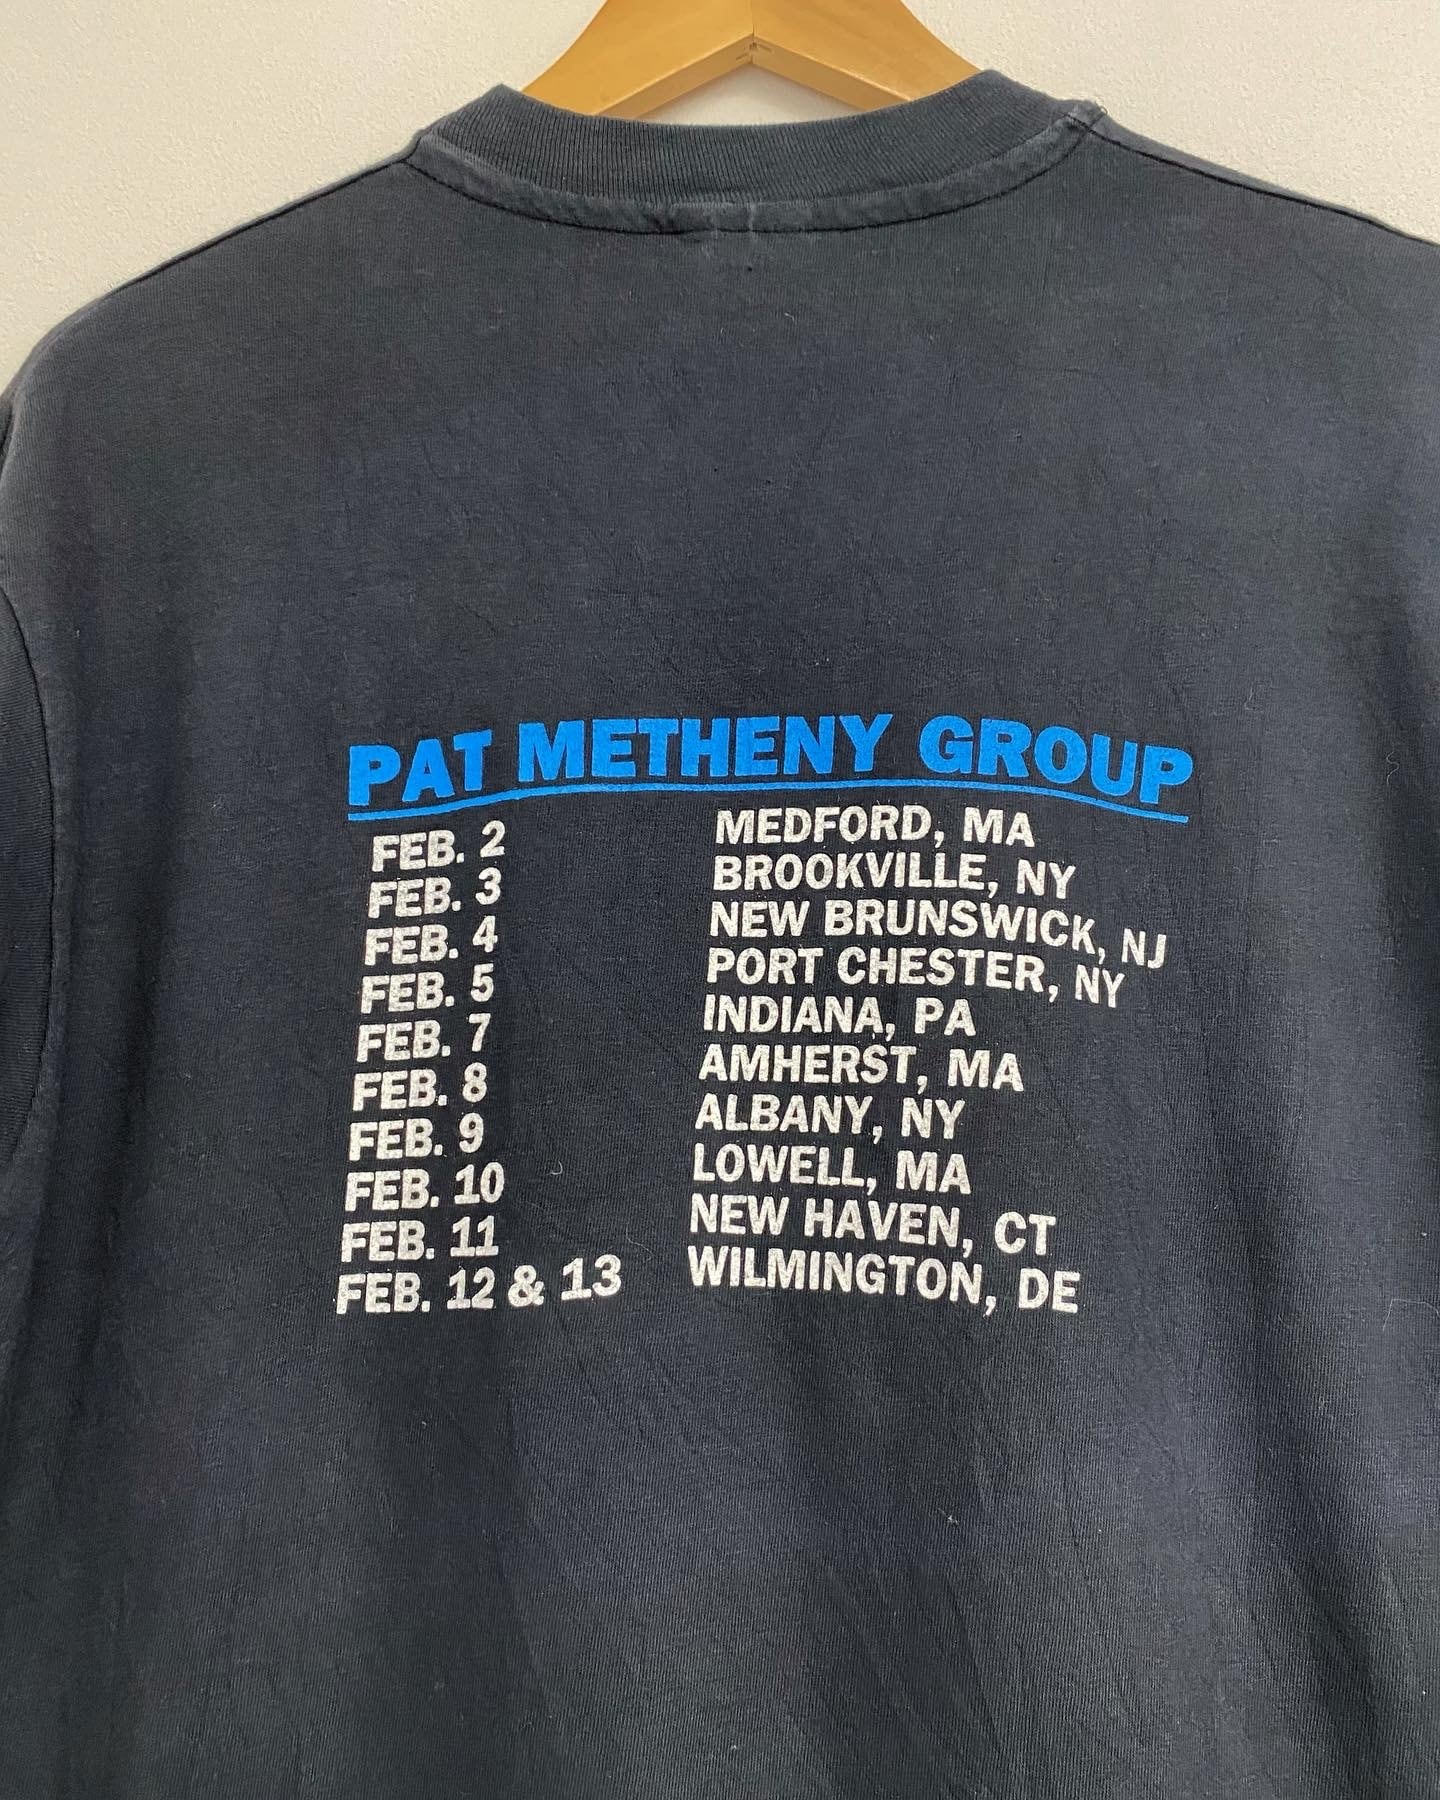 PAT METHENY GROUP
FEB. 2 MEDFORD, MA
FEB. 3 BROOKVILLE, NY
FEB. 4 NEW BRUNSWICK, NJ
FEB. 5 PORT CHESTER, NY
FEB. 7 INDIANA, PA
FEB. 8 AMHERST, MA
FEB. 9 ALBANY, NY
FEB. 10 LOWELL, MA
FEB. 11 NEW HAVEN, CT
FEB. 12 & 13 WILMINGTON, DE